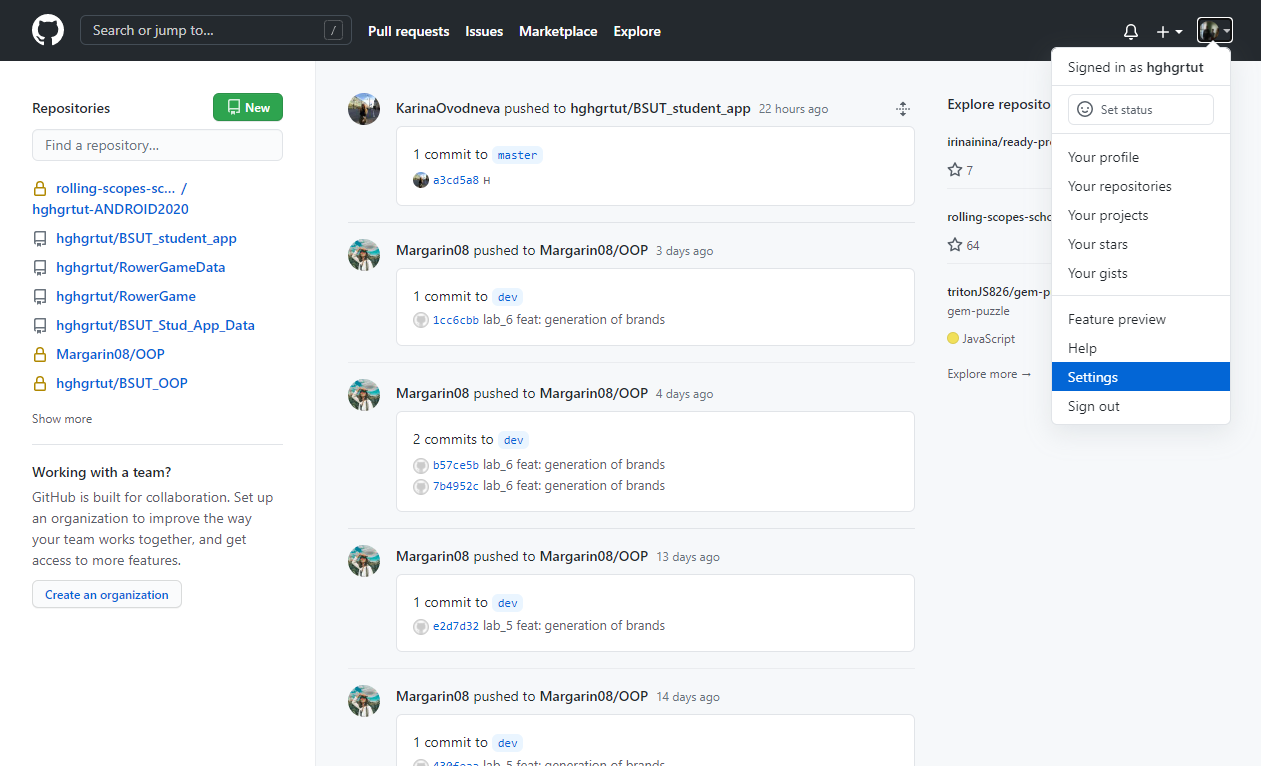 Search or jump to... /
Pull requests
Issues
Marketplace
Explore
Repositories
New
Find a repository...
rolling-scopes-sc... /
hghgrtut-ANDROID2020
hghgrtut/BSUT_student_app
hghgrtut/RowerGameData
hghgrtut/RowerGame
hghgrtut/BSUT_Stud_App_Data
Margarin08/OOP
hghgrtut/BSUT_OOP
Show more
Working with a team?
GitHub is built for collaboration. Set up
an organization to improve the way
your team works together, and get
access to more features.
Create an organization
KarinaOvodneva pushed to hghgrtut/BSUT_student_app 22 hours ago
1 commit to master
a3cd5a8 H
Margarin08 pushed to Margarin08/OOP 3 days ago
1 commit to dev
1cc6cbb lab_6 feat: generation of brands
Margarin08 pushed to Margarin08/OOP 4 days ago
2 commits to dev
b57ce5b lab_6 feat: generation of brands
7b4952c lab_6 feat: generation of brands
Margarin08 pushed to Margarin08/OOP 13 days ago
1 commit to dev
e2d7d32 lab_5 feat: generation of brands
Margarin08 pushed to Margarin08/OOP 14 days ago
1 commit to dev
lab_5 feat: generation of brands
Explore reposito
irinainina/ready-pr
7
rolling-scopes-scho
64
tritonJS826/gem-p
gem-puzzle
JavaScript
Explore more →
Signed in as hghgrtut
Set status
Your profile
Your repositories
Your projects
Your stars
Your gists
Feature preview
Help
Settings
Sign out